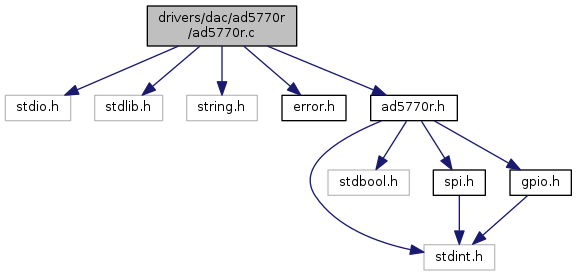 drivers/dac/ad5770r
/ad5770r.c
stdio.h
stdlib.h
string.h
error.h
ad5770r.h
stdbool.h
spi.h
gpio.h
stdint.h